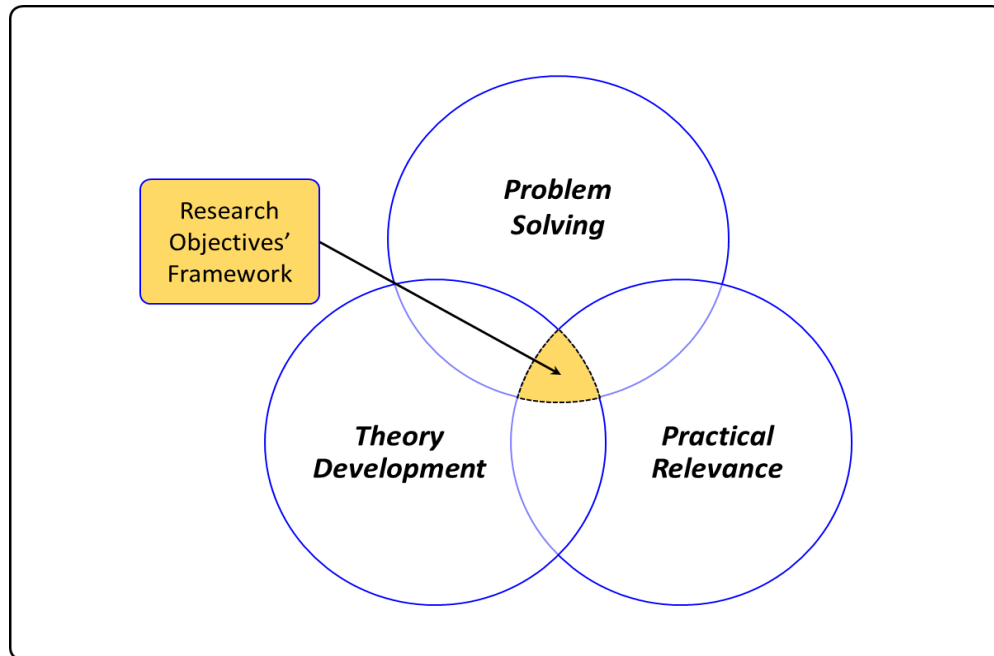 Problem
Solving
Research
Objectives’
Framework
Theory
Development
Practical
Relevance